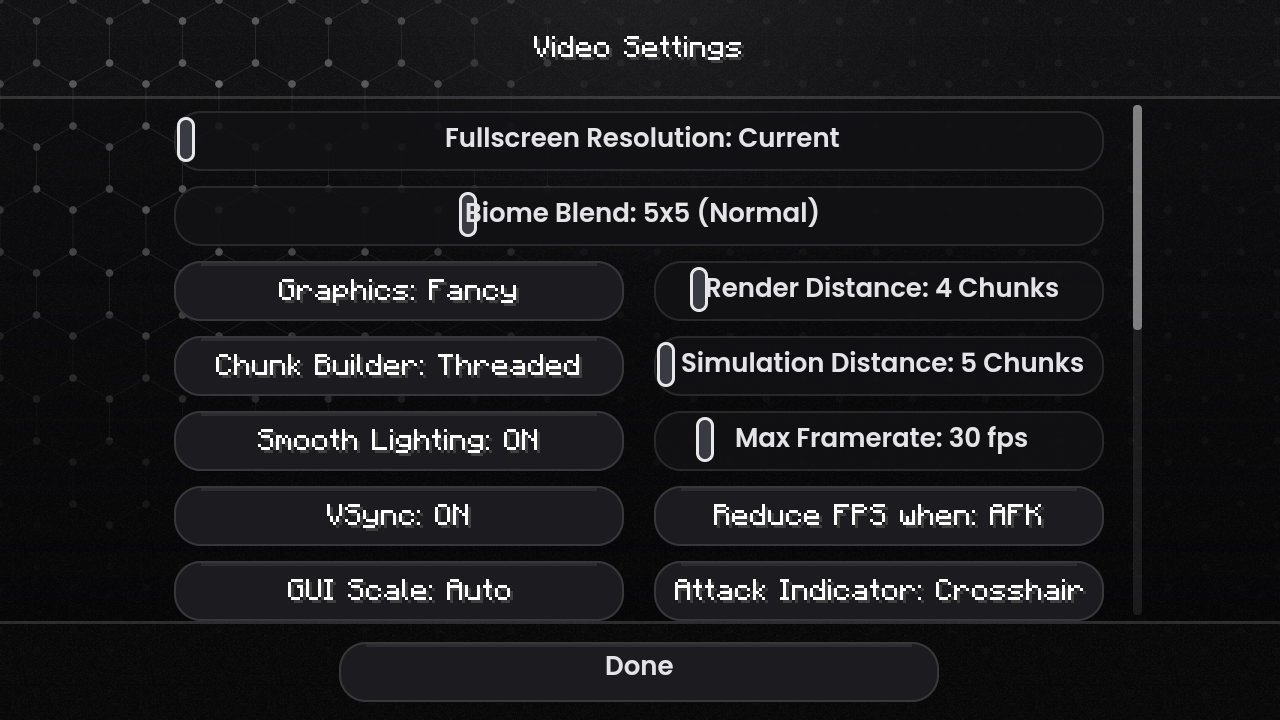 Video Settings
Fullscreen Resolution: Current
Biome Blend: 5x5 (Normal)
Graphics: Fancy
Render Distance: 4 Chunks
Chunk Builder: Threaded
Simulation Distance: 5 Chunks
Smooth Lighting: ON
Max Framerate: 30 fps
VSync: ON
Reduce FPS when: AFK
GUI Scale: Auto
Attack Indicator: Crosshair
Done